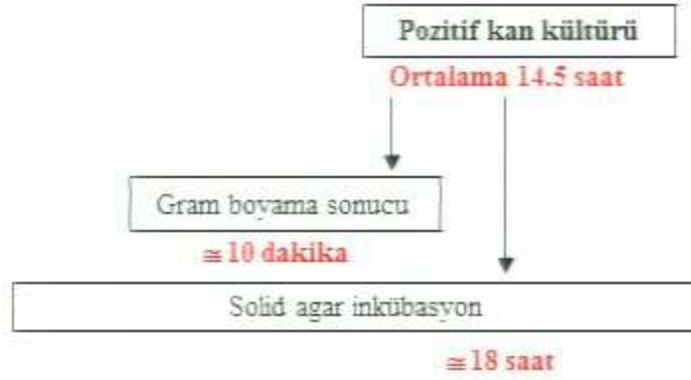 Pozitif kan kültürü
Ortalama 14.5 saat
Gram boyama sonucu
≅10 dakika
Solid agar inkübasyon
≅18 saat